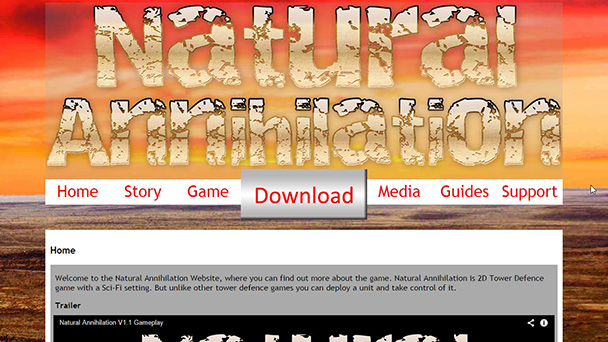 Natural
Annihilation
Home Story Game Download Media Guides Support
Home
Welcome to the Natural Annihilation Website, where you can find out more about the game. Natural Annihilation is 2D Tower Defence
game with a Sci-Fi setting. But unlike other tower defence games you can deploy a unit and take control of it.
Trailer
Natural Annihilation V1.1 Gameplay